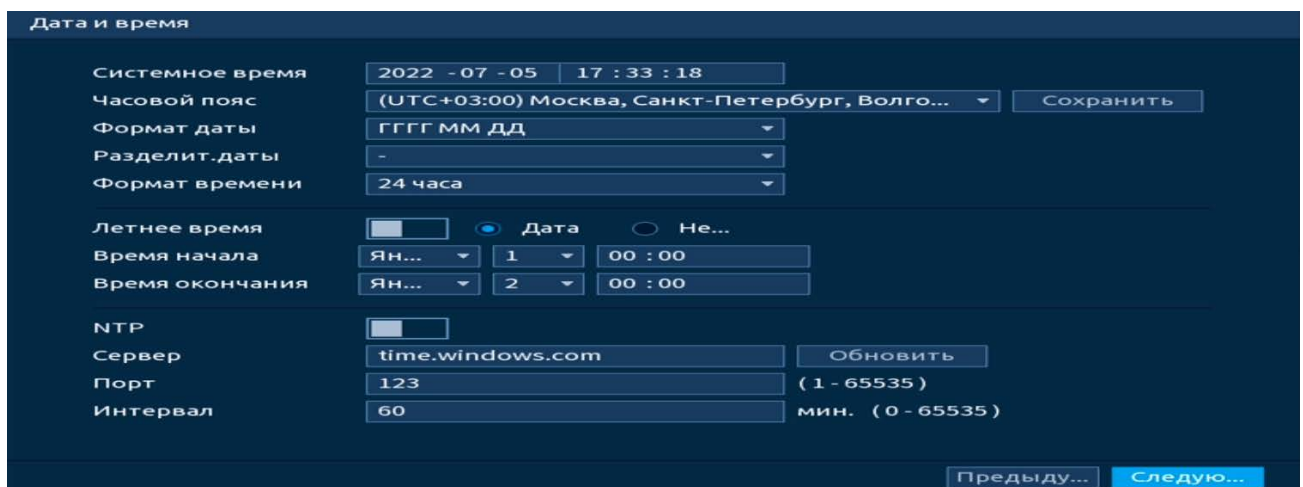 Дата и время
Системное время 2022 - 07 - 05 17 : 33 : 18
Часовой пояс (UTC+03:00) Москва, Санкт-Петербург, Волго... Сохранить
Формат даты ГГГГ ММ ДД
Разделит.даты -
Формат времени 24 часа
Летнее время Дата Не...
Время начала Ян... 1 00 : 00
Время окончания Ян... 2 00 : 00
NTP
Сервер time.windows.com Обновить
Порт 123 (1 - 65535)
Интервал 60 мин. (0 - 65535)
Предыду... Следую...